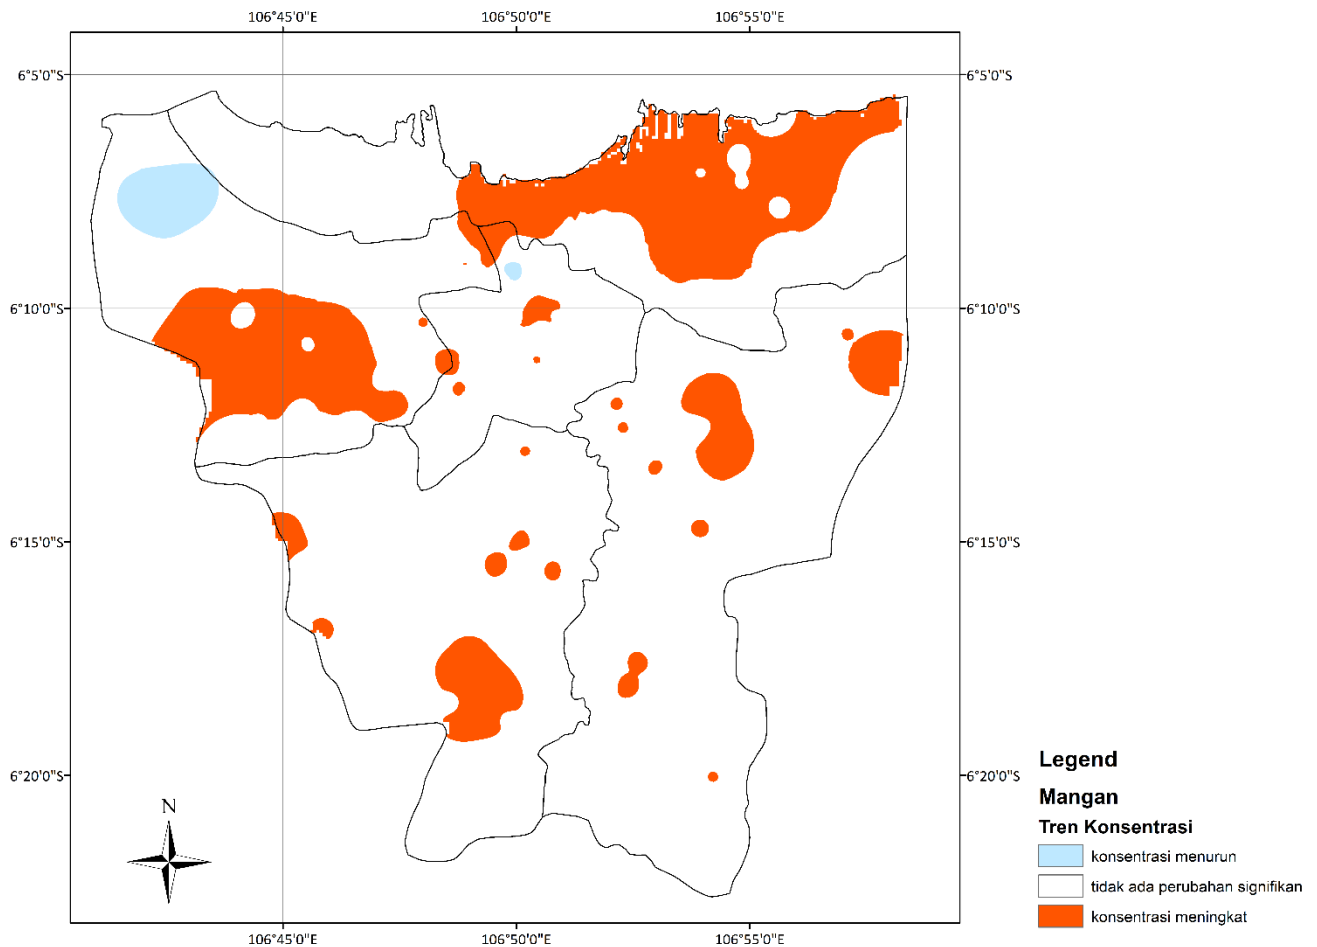 106°45'0"E 106°50'0"E 106°55'0"E
6°5'0"S 6°5'0"S
6°10'0"S 6°10'0"S
6°15'0"S 6°15'0"S
6°20'0"S 6°20'0"S
N
106°45'0"E 106°50'0"E 106°55'0"E
Legend
Mangan
Tren Konsentrasi
konsentrasi menurun
tidak ada perubahan signifikan
konsentrasi meningkat